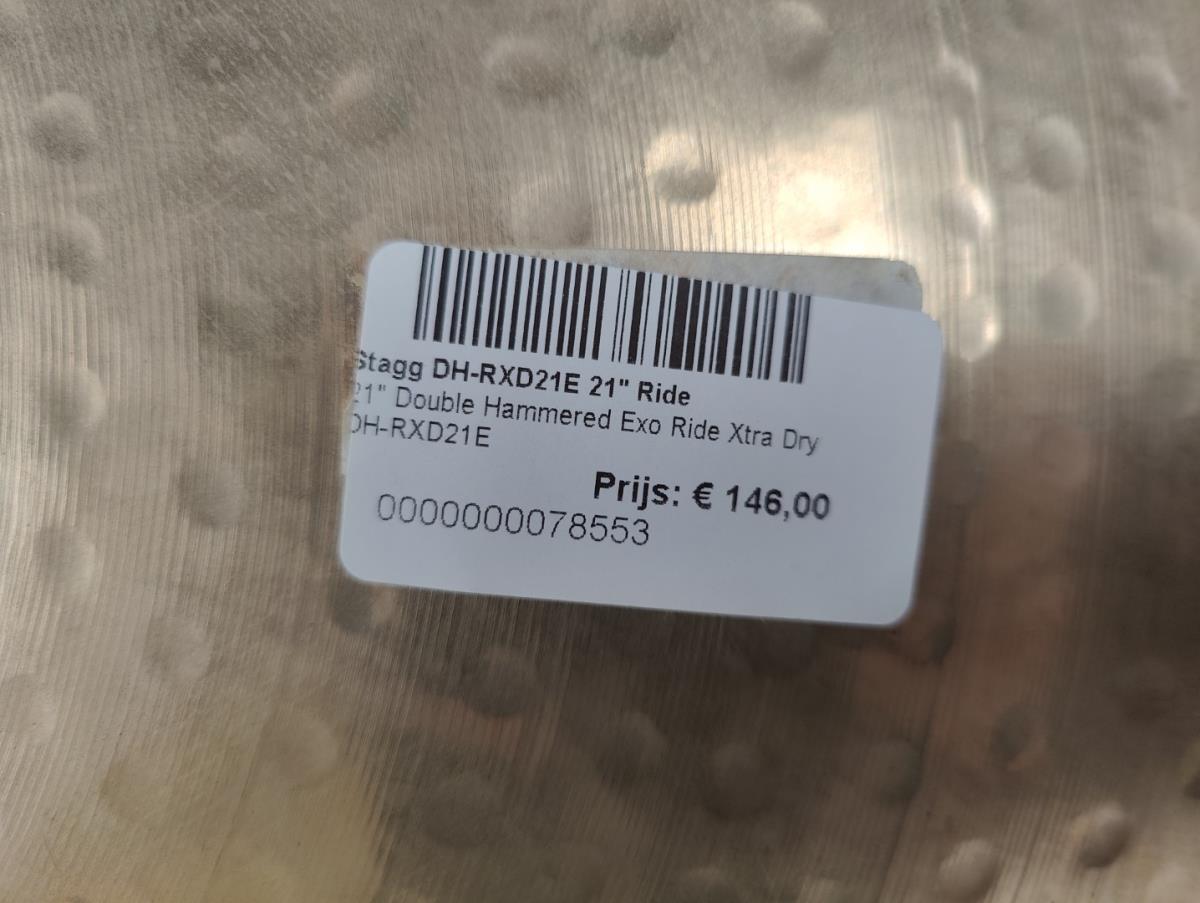 Stagg DH-RXD21E 21" Ride
21" Double Hammered Exo Ride Xtra Dry
DH-RXD21E
Prijs: € 146,00
0000000078553